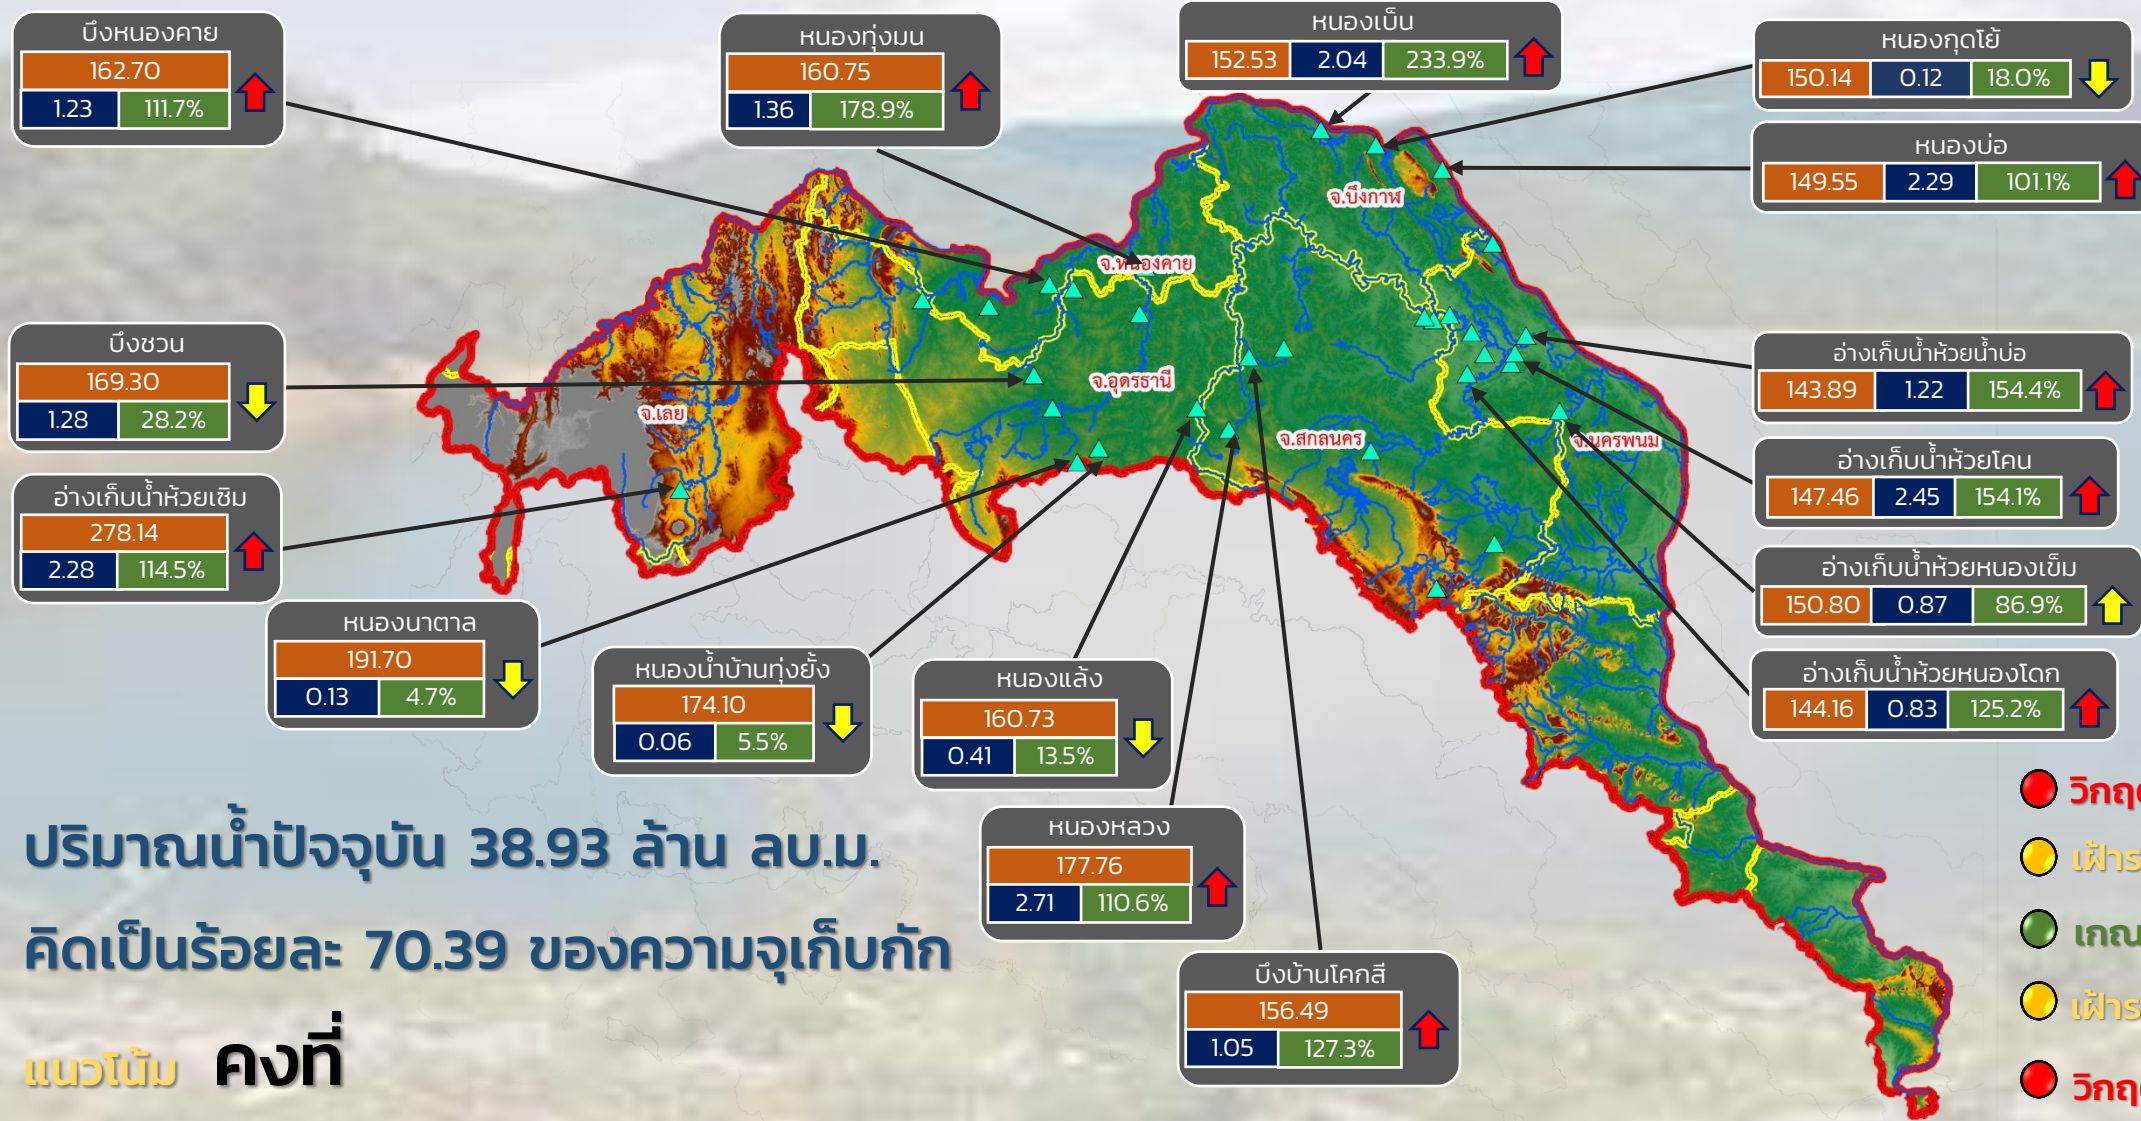 บึงหนองคาย
162.70
1.23 111.7%
หนองทุ่งมน
160.75
1.36 178.9%
หนองเบ็น
152.53 2.04 233.9%
หนองกุดโย้
150.14 0.12 18.0%
หนองบ่อ
149.55 2.29 101.1%
จ.บึงกาฬ
จ.หนองคาย
บึงชวน
169.30
1.28 28.2%
จ.อุดรธานี
จ.เลย
จ.สกลนคร
จ.นครพนม
อ่างเก็บน้ำห้วยน้ำบ่อ
143.89 1.22 154.4%
อ่างเก็บน้ำห้วยโคน
147.46 2.45 154.1%
อ่างเก็บน้ำห้วยเซิม
278.14
2.28 114.5%
อ่างเก็บน้ำห้วยหนองเข็ม
150.80 0.87 86.9%
หนองนาตาล
191.70
0.13 4.7%
หนองน้ำบ้านทุ่งยั้ง
174.10
0.06 5.5%
หนองแล้ง
160.73
0.41 13.5%
อ่างเก็บน้ำห้วยหนองโดก
144.16 0.83 125.2%
หนองหลวง
177.76
2.71 110.6%
บึงบ้านโคกสี
156.49
1.05 127.3%
ปริมาณน้ำปัจจุบัน 38.93 ล้าน ลบ.ม.
คิดเป็นร้อยละ 70.39 ของความจุเก็บกัก
แนวโน้ม คงที่
วิกฤ
เฝ้าร
เกณ
เฝ้าร
วิกฤ